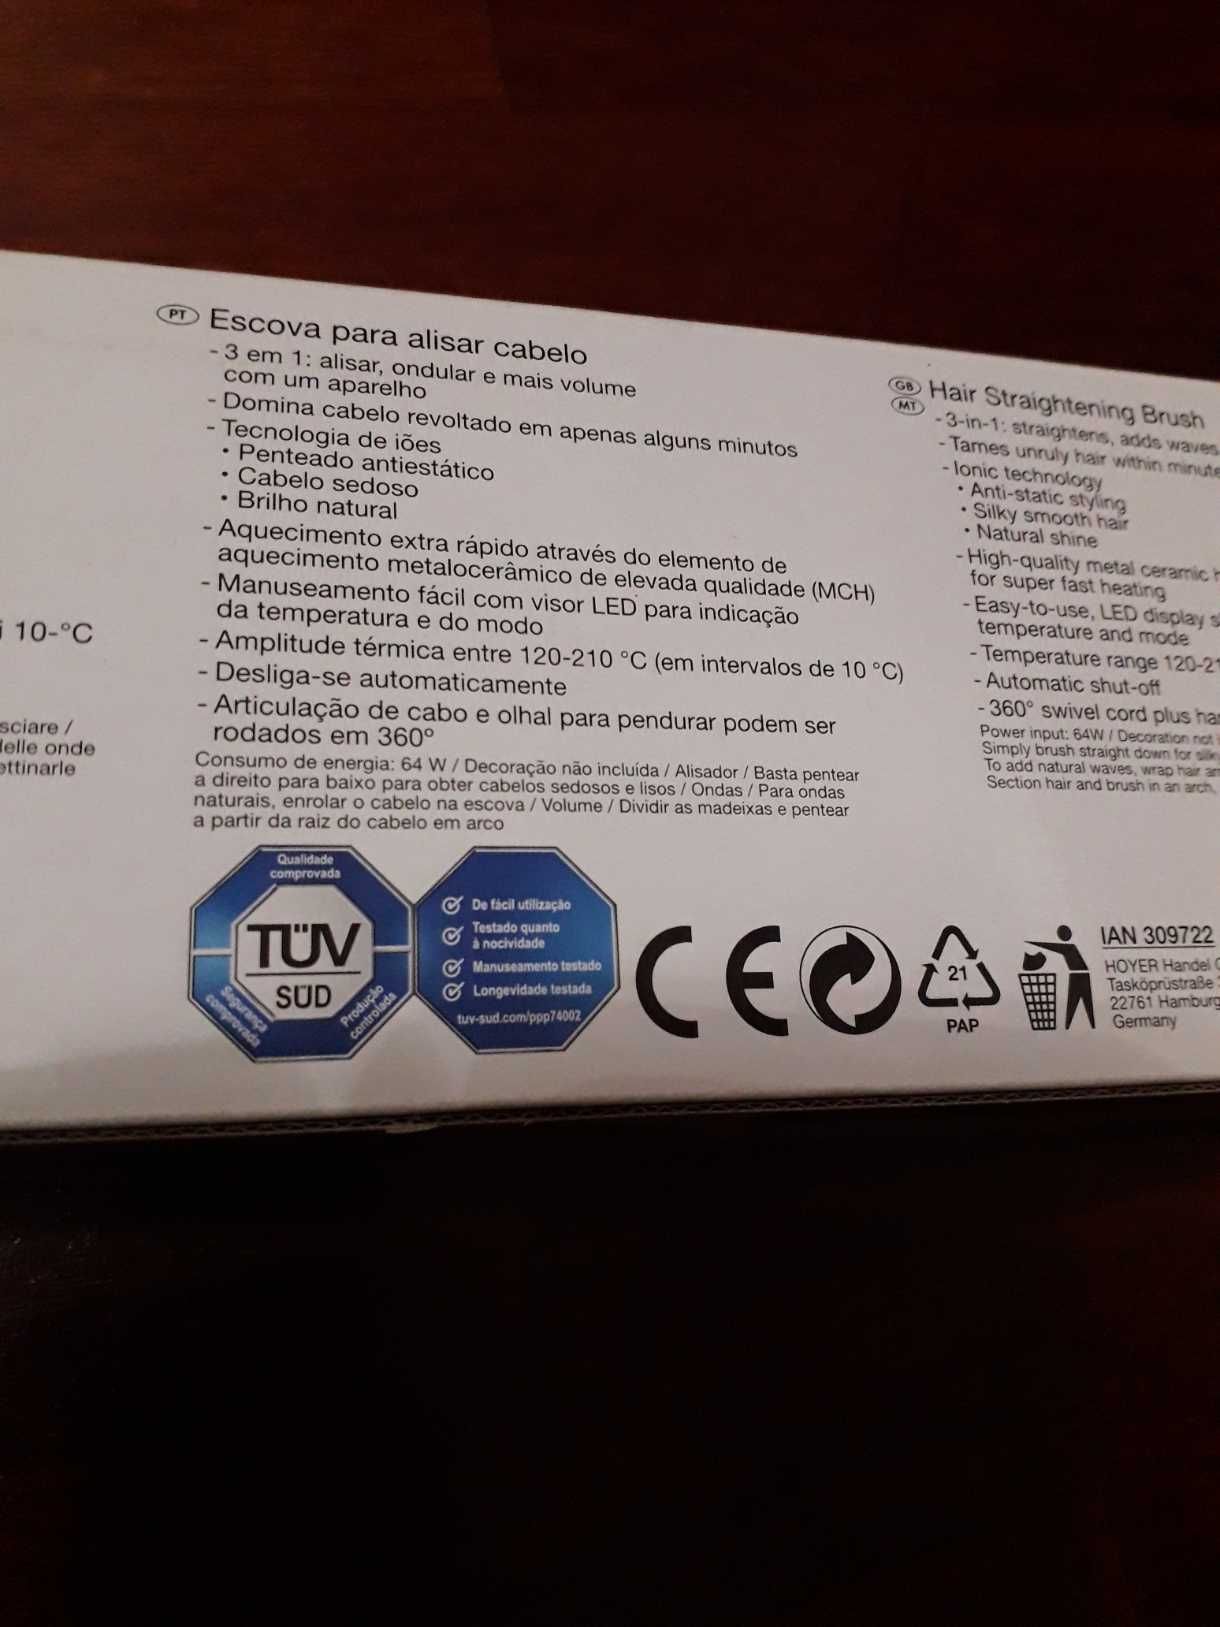 i 10-°C
sciare /
delle onde
ettinarle
PT Escova para alisar cabelo
- 3 em 1: alisar, ondular e mais volume
com um aparelho
- Domina cabelo revoltado em apenas alguns minutos
- Tecnologia de iões
• Penteado antiestático
• Cabelo sedoso
• Brilho natural
- Aquecimento extra rápido através do elemento de
aquecimento metalocerâmico de elevada qualidade (MCH)
- Manuseamento fácil com visor LED para indicação
da temperatura e do modo
- Amplitude térmica entre 120-210 °C (em intervalos de 10 °C)
- Desliga-se automaticamente
- Articulação de cabo e olhal para pendurar podem ser
rodados em 360°
Consumo de energia: 64 W / Decoração não incluída / Alisador / Basta pentear
a direito para baixo para obter cabelos sedosos e lisos / Ondas / Para ondas
naturais, enrolar o cabelo na escova / Volume / Dividir as madeixas e pentear
a partir da raiz do cabelo em arco
Qualidade
comprovada
TÜV
SÜD
Segurança
comprovada
Produção
controlada
De fácil utilização
Testado quanto
à nocividade
Manuseamento testado
Longevidade testada
tuv-sud.com/ppp74002
CE
21
PAP
GB MT Hair Straightening Brush
- 3-in-1: straightens, adds waves
- Tames unruly hair within minute
- Ionic technology
• Anti-static styling
• Silky smooth hair
• Natural shine
- High-quality metal ceramic h
for super fast heating
- Easy-to-use, LED display s
temperature and mode
- Temperature range 120-21
- Automatic shut-off
- 360° swivel cord plus ha
Power input: 64W / Decoration not
Simply brush straight down for silk
To add natural waves, wrap hair ar
Section hair and brush in an arch,
IAN 309722
HOYER Handel G
Tasköprüstraße
22761 Hamburg
Germany